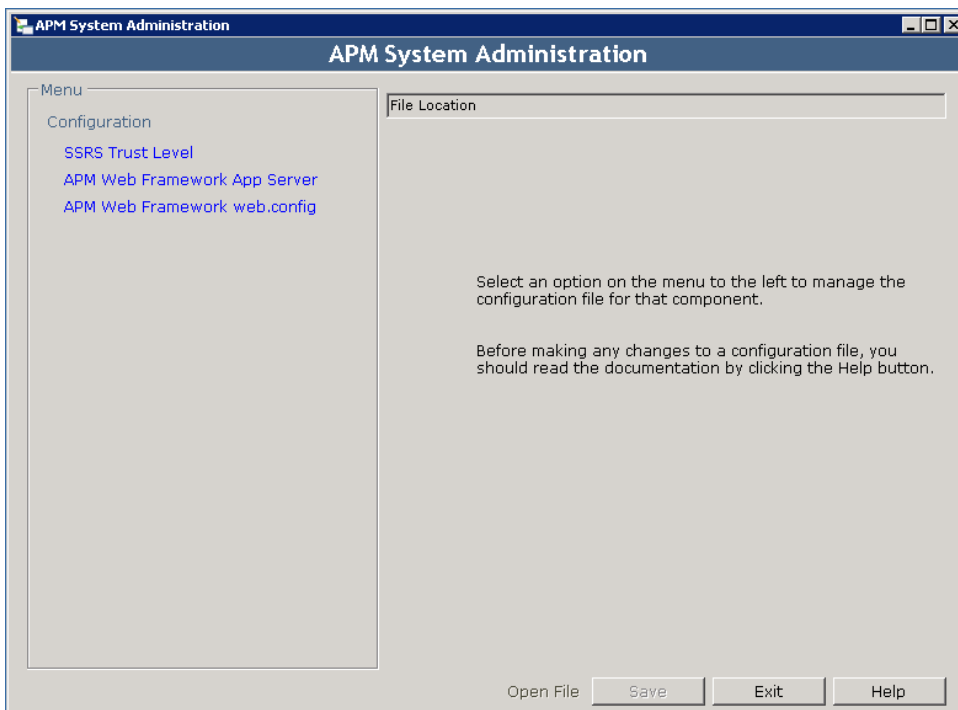 APM System Administration
APM System Administration
Menu
Configuration
SSRS Trust Level
APM Web Framework App Server
APM Web Framework web.config
File Location
Select an option on the menu to the left to manage the
configuration file for that component.
Before making any changes to a configuration file, you
should read the documentation by clicking the Help button.
Open File
Save
Exit
Help